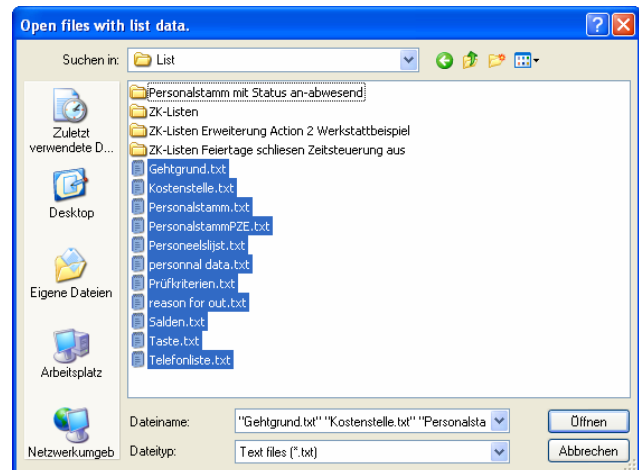 Open files with list data.
Suchen in:
List
Zuletzt
verwendete D...
Desktop
Eigene Dateien
Arbeitsplatz
Netzwerkumgeb
Personalstamm mit Status an-abwesend
ZK-Listen
ZK-Listen Erweiterung Action 2 Werkstattbeispiel
ZK-Listen Feiertage schliesen Zeitsteuerung aus
Gehtgrund.txt
Kostenstelle.txt
Personalstamm.txt
PersonalstammPZE.txt
Personeelslijst.txt
personnal data.txt
Prüfkriterien.txt
reason for out.txt
Salden.txt
Taste.txt
Telefonliste.txt
Dateiname:
"Gehtgrund.txt" "Kostenstelle.txt" "Personalsta
Öffnen
Dateityp:
Text files (*.txt)
Abbrechen